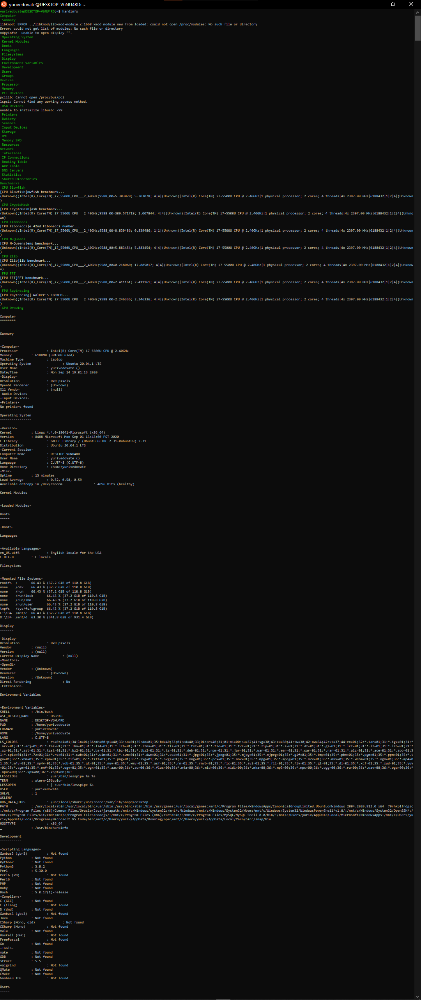 yurivedovate@DESKTOP-V6NU4RD: ~
yurivedovate@DESKTOP-V6NU4RD:~$ hardinfo
Computer
Summary
libkmod: ERROR ../libkmod/libkmod-module.c:1668 kmod_module_new_from_loaded: could not open /proc/modules: No such file or directory
Error: could not get list of modules: No such file or directory
xdpyinfo:  unable to open display "".
Operating System
Kernel Modules
Boots
Languages
Filesystems
Display
Environment Variables
Development
Users
Groups
Devices
Processor
Memory
PCI Devices
pcilib: Cannot open /proc/bus/pci
lspci: Cannot find any working access method.
USB Devices
unable to initialize libusb: -99
Printers
Battery
Sensors
Input Devices
Storage
DMI
Memory SPD
Resources
Network
Interfaces
IP Connections
Routing Table
ARP Table
DNS Servers
Statistics
Shared Directories
Benchmarks
CPU Blowfish
[CPU Blowfish]owfish benchmark...
(Unknown);Intel(R)_Core(TM)_i7_5500U_CPU___2_40GHz;9588_00=5.303078; 5.303078; 4|4|(Unknown)|Intel(R) Core(TM) i7-5500U CPU @ 2.40GHz|1 physical processor; 2 cores; 4 threads|4x 2397.00 MHz|6188432|1|2|4|(Unknown
)
CPU CryptoHash
[CPU CryptoHash]ash benchmark...
(Unknown);Intel(R)_Core(TM)_i7_5500U_CPU___2_40GHz;9588_00=309.571719; 1.007844; 4|4|(Unknown)|Intel(R) Core(TM) i7-5500U CPU @ 2.40GHz|1 physical processor; 2 cores; 4 threads|4x 2397.00 MHz|6188432|1|2|4|(Unkno
wn)
CPU Fibonacci
[CPU Fibonacci]e 42nd Fibonacci number...
(Unknown);Intel(R)_Core(TM)_i7_5500U_CPU___2_40GHz;9588_00=0.839486; 0.839486; 1|1|(Unknown)|Intel(R) Core(TM) i7-5500U CPU @ 2.40GHz|1 physical processor; 2 cores; 4 threads|4x 2397.00 MHz|6188432|1|2|4|(Unknown
)
CPU N-Queens
[CPU N-Queens]ens benchmark...
(Unknown);Intel(R)_Core(TM)_i7_5500U_CPU___2_40GHz;9588_00=5.883454; 5.883454; 4|4|(Unknown)|Intel(R) Core(TM) i7-5500U CPU @ 2.40GHz|1 physical processor; 2 cores; 4 threads|4x 2397.00 MHz|6188432|1|2|4|(Unknown
)
CPU Zlib
[CPU Zlib]lib benchmark...
(Unknown);Intel(R)_Core(TM)_i7_5500U_CPU___2_40GHz;9588_00=0.218060; 17.885017; 4|4|(Unknown)|Intel(R) Core(TM) i7-5500U CPU @ 2.40GHz|1 physical processor; 2 cores; 4 threads|4x 2397.00 MHz|6188432|1|2|4|(Unknow
n)
FPU FFT
[FPU FFT]FFT benchmark...
(Unknown);Intel(R)_Core(TM)_i7_5500U_CPU___2_40GHz;9588_00=2.411161; 2.411161; 4|4|(Unknown)|Intel(R) Core(TM) i7-5500U CPU @ 2.40GHz|1 physical processor; 2 cores; 4 threads|4x 2397.00 MHz|6188432|1|2|4|(Unknown
)
FPU Raytracing
[FPU Raytracing] Walker's FBENCH...
(Unknown);Intel(R)_Core(TM)_i7_5500U_CPU___2_40GHz;9588_00=2.246336; 2.246336; 4|4|(Unknown)|Intel(R) Core(TM) i7-5500U CPU @ 2.40GHz|1 physical processor; 2 cores; 4 threads|4x 2397.00 MHz|6188432|1|2|4|(Unknown
)
GPU Drawing
Computer
********
Summary
-------
-Computer-
Processor : Intel(R) Core(TM) i7-5500U CPU @ 2.40GHz
Memory : 6188MB (3816MB used)
Machine Type : Laptop
Operating System : Ubuntu 20.04.1 LTS
User Name : yurivedovate ()
Date/Time : Mon Sep 14 19:01:13 2020
-Display-
Resolution : 0x0 pixels
OpenGL Renderer : (Unknown)
X11 Vendor : (null)
-Audio Devices-
-Input Devices-
-Printers-
No printers found
Operating System
----------------
-Version-
Kernel : Linux 4.4.0-19041-Microsoft (x86_64)
Version : #488-Microsoft Mon Sep 01 13:43:00 PST 2020
C Library : GNU C Library / (Ubuntu GLIBC 2.31-0ubuntu9) 2.31
Distribution : Ubuntu 20.04.1 LTS
-Current Session-
Computer Name : DESKTOP-V6NU4RD
User Name : yurivedovate ()
Language : C.UTF-8 (C.UTF-8)
Home Directory : /home/yurivedovate
-Misc-
Uptime : 13 minutes
Load Average : 0.52, 0.58, 0.59
Available entropy in /dev/random : 4096 bits (healthy)
Kernel Modules
--------------
-Loaded Modules-
Boots
-----
-Boots-
Languages
---------
-Available Languages-
en_US.utf8 : English locale for the USA
C.UTF-8 : C locale
Filesystems
-----------
-Mounted File Systems-
rootfs / 66.43 % (37.2 GiB of 110.8 GiB)
none /dev 66.43 % (37.2 GiB of 110.8 GiB)
none /run 66.43 % (37.2 GiB of 110.8 GiB)
none /run/lock 66.43 % (37.2 GiB of 110.8 GiB)
none /run/shm 66.43 % (37.2 GiB of 110.8 GiB)
none /run/user 66.43 % (37.2 GiB of 110.8 GiB)
tmpfs /sys/fs/cgroup 66.43 % (37.2 GiB of 110.8 GiB)
C:\134 /mnt/c 66.43 % (37.2 GiB of 110.8 GiB)
D:\134 /mnt/d 63.30 % (341.8 GiB of 931.4 GiB)
Display
-------
-Display-
Resolution : 0x0 pixels
Vendor : (null)
Version : (null)
Current Display Name : (null)
-Monitors-
-OpenGL-
Vendor : (Unknown)
Renderer : (Unknown)
Version : (Unknown)
Direct Rendering : No
-Extensions-
Environment Variables
---------------------
-Environment Variables-
SHELL : /bin/bash
WSL_DISTRO_NAME : Ubuntu
NAME : DESKTOP-V6NU4RD
PWD : /home/yurivedovate
LOGNAME : yurivedovate
HOME : /home/yurivedovate
LANG : C.UTF-8
LS_COLORS : rs=0:di=01;34:ln=01;36:mh=00:pi=40;33:so=01;35:do=01;35:bd=40;33;01:cd=40;33;01:or=40;31;01:mi=00:su=37;41:sg=30;43:ca=30;41:tw=30;42:ow=34;42:st=37;44:ex=01;32:*.tar=01;31:*.tgz=01;31:*
.arc=01;31:*.arj=01;31:*.taz=01;31:*.lha=01;31:*.lz4=01;31:*.lzh=01;31:*.lzma=01;31:*.tlz=01;31:*.txz=01;31:*.tzo=01;31:*.t7z=01;31:*.zip=01;31:*.z=01;31:*.dz=01;31:*.gz=01;31:*.lrz=01;31:*.lz=01;31:*.lzo=01;31:*
.xz=01;31:*.zst=01;31:*.tzst=01;31:*.bz2=01;31:*.bz=01;31:*.tbz=01;31:*.tbz2=01;31:*.tz=01;31:*.deb=01;31:*.rpm=01;31:*.jar=01;31:*.war=01;31:*.ear=01;31:*.sar=01;31:*.rar=01;31:*.alz=01;31:*.ace=01;31:*.zoo=01;3
1:*.cpio=01;31:*.7z=01;31:*.rz=01;31:*.cab=01;31:*.wim=01;31:*.swm=01;31:*.dwm=01;31:*.esd=01;31:*.jpg=01;35:*.jpeg=01;35:*.mjpg=01;35:*.mjpeg=01;35:*.gif=01;35:*.bmp=01;35:*.pbm=01;35:*.pgm=01;35:*.ppm=01;35:*.t
ga=01;35:*.xbm=01;35:*.xpm=01;35:*.tif=01;35:*.tiff=01;35:*.png=01;35:*.svg=01;35:*.svgz=01;35:*.mng=01;35:*.pcx=01;35:*.mov=01;35:*.mpg=01;35:*.mpeg=01;35:*.m2v=01;35:*.mkv=01;35:*.webm=01;35:*.ogm=01;35:*.mp4=0
1;35:*.m4v=01;35:*.mp4v=01;35:*.vob=01;35:*.qt=01;35:*.nuv=01;35:*.wmv=01;35:*.asf=01;35:*.rm=01;35:*.rmvb=01;35:*.flc=01;35:*.avi=01;35:*.fli=01;35:*.flv=01;35:*.gl=01;35:*.dl=01;35:*.xcf=01;35:*.xwd=01;35:*.yuv
=01;35:*.cgm=01;35:*.emf=01;35:*.ogv=01;35:*.ogx=01;35:*.aac=00;36:*.au=00;36:*.flac=00;36:*.m4a=00;36:*.mid=00;36:*.midi=00;36:*.mka=00;36:*.mp3=00;36:*.mpc=00;36:*.ogg=00;36:*.ra=00;36:*.wav=00;36:*.oga=00;36:*
.opus=00;36:*.spx=00;36:*.xspf=00;36:
LESSCLOSE : /usr/bin/lesspipe %s %s
TERM : xterm-256color
LESSOPEN : | /usr/bin/lesspipe %s
USER : yurivedovate
SHLVL : 1
WSLENV
XDG_DATA_DIRS : /usr/local/share:/usr/share:/var/lib/snapd/desktop
PATH : /usr/local/sbin:/usr/local/bin:/usr/sbin:/usr/bin:/sbin:/bin:/usr/games:/usr/local/games:/mnt/c/Program Files/WindowsApps/CanonicalGroupLimited.UbuntuonWindows_2004.2020.812.0_x64__79rhkp1fndgsc
:/mnt/c/Program Files (x86)/Common Files/Oracle/Java/javapath:/mnt/c/Windows/system32:/mnt/c/Windows:/mnt/c/Windows/System32/Wbem:/mnt/c/Windows/System32/WindowsPowerShell/v1.0/:/mnt/c/Windows/System32/OpenSSH/:/
mnt/c/Program Files/Git/cmd:/mnt/c/Program Files/nodejs/:/mnt/c/Program Files (x86)/Yarn/bin/:/mnt/c/Program Files/MySQL/MySQL Shell 8.0/bin/:/mnt/c/Users/yuriv/AppData/Local/Microsoft/WindowsApps:/mnt/c/Users/yu
riv/AppData/Local/Programs/Microsoft VS Code/bin:/mnt/c/Users/yuriv/AppData/Roaming/npm:/mnt/c/Users/yuriv/AppData/Local/Yarn/bin:/snap/bin
HOSTTYPE : x86_64
_ : /usr/bin/hardinfo
Development
-----------
-Scripting Languages-
Gambas3 (gbr3) : Not found
Python : Not found
Python2 : Not found
Python3 : 3.8.2
Perl : 5.30.0
Perl6 (VM) : Not found
Perl6 : Not found
PHP : Not found
Ruby : Not found
Bash : 5.0.17(1)-release
-Compilers-
C (GCC) : Not found
C (Clang) : Not found
D (dmd) : Not found
Gambas3 (gbc3) : Not found
Java : Not found
CSharp (Mono, old) : Not found
CSharp (Mono) : Not found
Vala : Not found
Haskell (GHC) : Not found
FreePascal : Not found
Go : Not found
-Tools-
make : Not found
GDB : Not found
strace : 5.5
valgrind : Not found
QMake : Not found
CMake : Not found
Gambas3 IDE : Not found
Users
-----